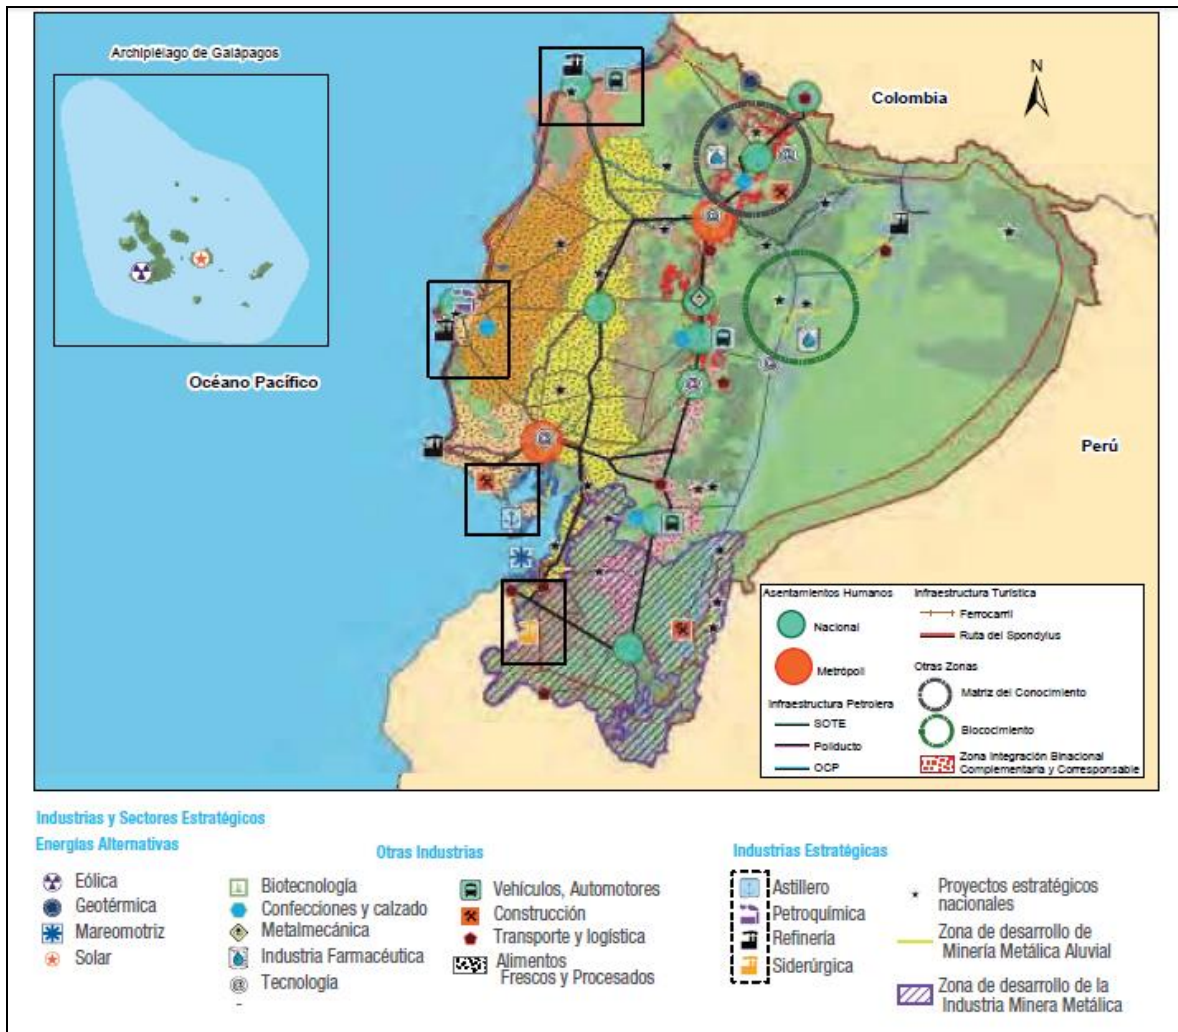 Archipiélago de Galápagos
Océano Pacífico
Colombia
N
Perú
Asentamientos Humanos
Nacional
Metrópoli
Infraestructura Petrolera
SOTE
Poliducto
OCP
Infraestructura Turística
Ferrocarril
Ruta del Spondylus
Otras Zonas
Matriz del Conocimiento
Biococimiento
Zona Integración Binacional
Complementaria y Corresponsable
Industrias y Sectores Estratégicos
Energías Alternativas
Eólica
Geotérmica
Mareomotriz
Solar
Otras Industrias
Biotecnología
Confecciones y calzado
Metalmecánica
Industria Farmacéutica
Tecnología
Vehículos, Automotores
Construcción
Transporte y logística
Alimentos
Frescos y Procesados
Industrias Estratégicas
Astillero
Petroquímica
Refinería
Siderúrgica
Proyectos estratégicos
nacionales
Zona de desarrollo de
Minería Metálica Aluvial
Zona de desarrollo de la
Industria Minera Metálica